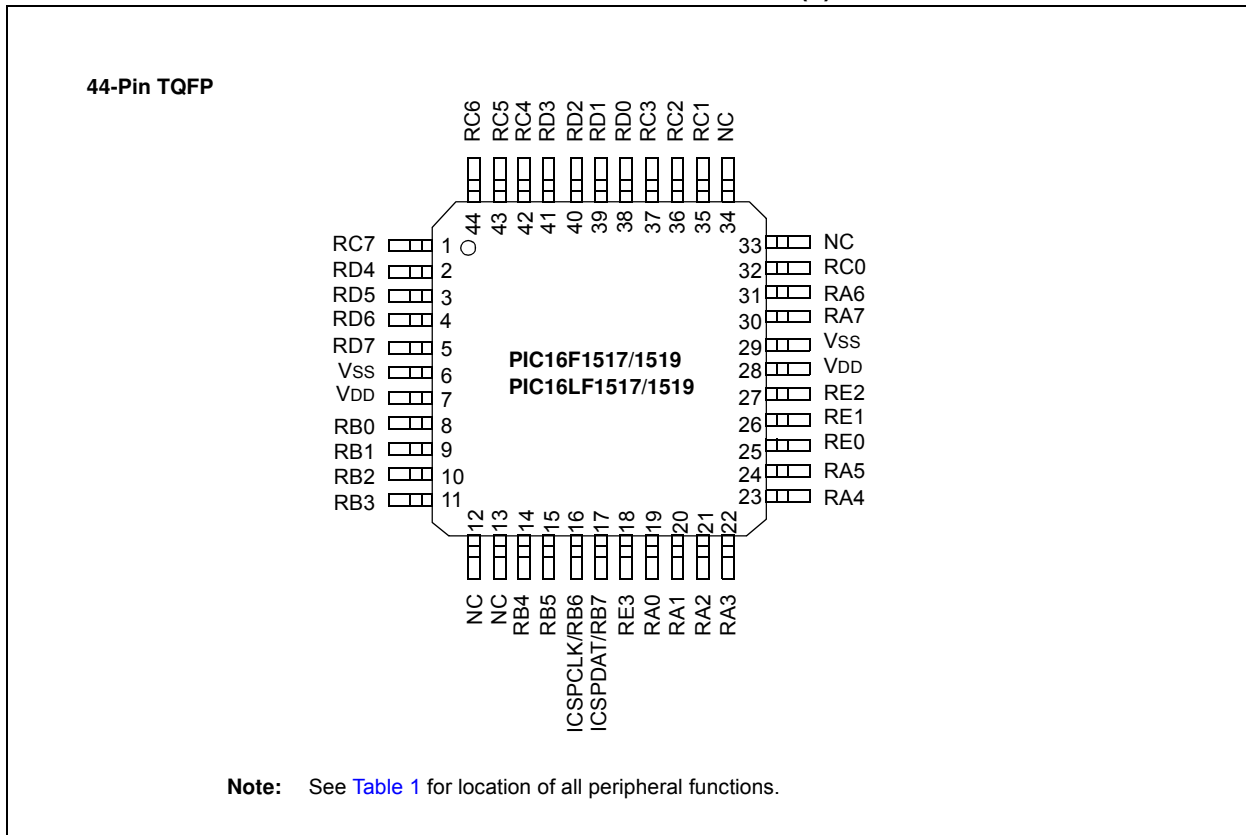 44-Pin TQFP
RC6
RC5
RC4
RD3
RD2
RD1
RD0
RC3
RC2
RC1
NC
44
43
42
41
40
39
38
37
36
35
34
RC7 1
RD4 2
RD5 3
RD6 4
RD7 5
VSS 6
VDD 7
RB0 8
RB1 9
RB2 10
RB3 11
PIC16F1517/1519
PIC16LF1517/1519
33 NC
32 RC0
31 RA6
30 RA7
29 VSS
28 VDD
27 RE2
26 RE1
25 RE0
24 RA5
23 RA4
12
13
14
15
16
17
18
19
20
21
22
NC
NC
RB4
RB5
ICSPCLK/RB6
ICSPDAT/RB7
RE3
RA0
RA1
RA2
RA3
Note: See Table 1 for location of all peripheral functions.